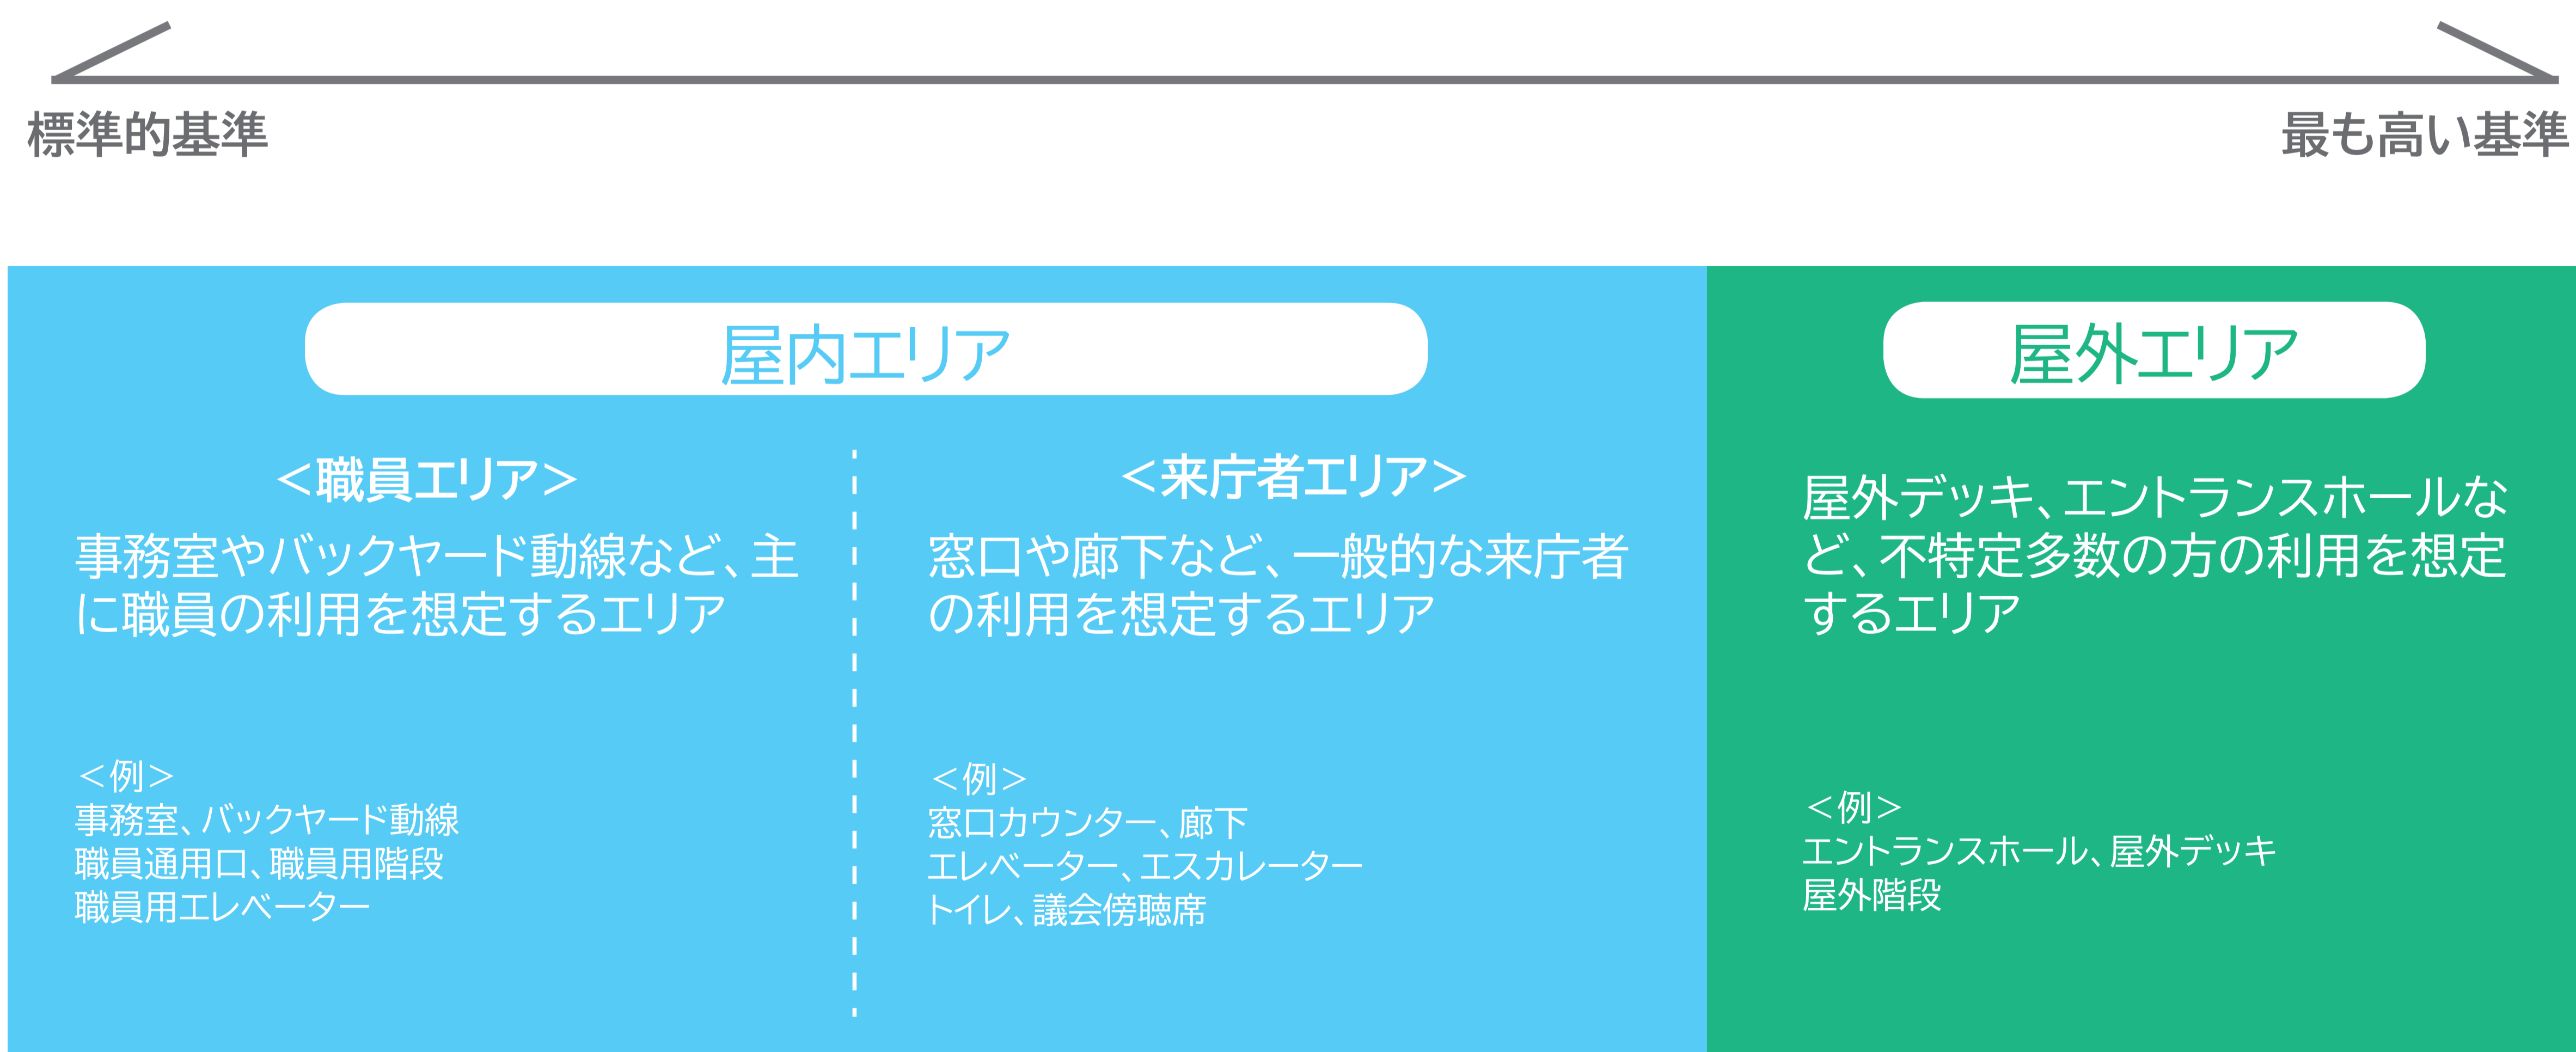 標準的基準
最も高い基準
屋内エリア
<職員エリア>
事務室やバックヤード動線など、主
に職員の利用を想定するエリア
<例>
事務室、バックヤード動線
職員通用口、職員用階段
職員用エレベーター
<来庁者エリア>
窓口や廊下など、一般的な来庁者
の利用を想定するエリア
<例>
窓口カウンター、廊下
エレベーター、エスカレーター
トイレ、議会傍聴席
屋外エリア
屋外デッキ、エントランスホールな
ど、不特定多数の方の利用を想定
するエリア
<例>
エントランスホール、屋外デッキ
屋外階段